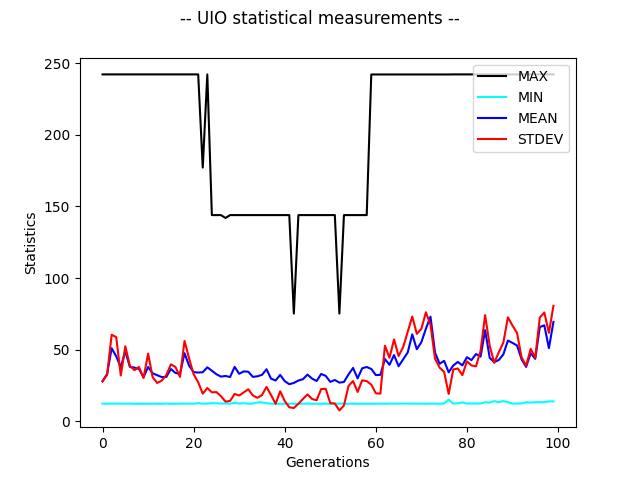 -- UIO statistical measurements --
250
200
150
100
50
0
Statistics
MAX
MIN
MEAN
STDEV
0 20 40 60 80 100
Generations